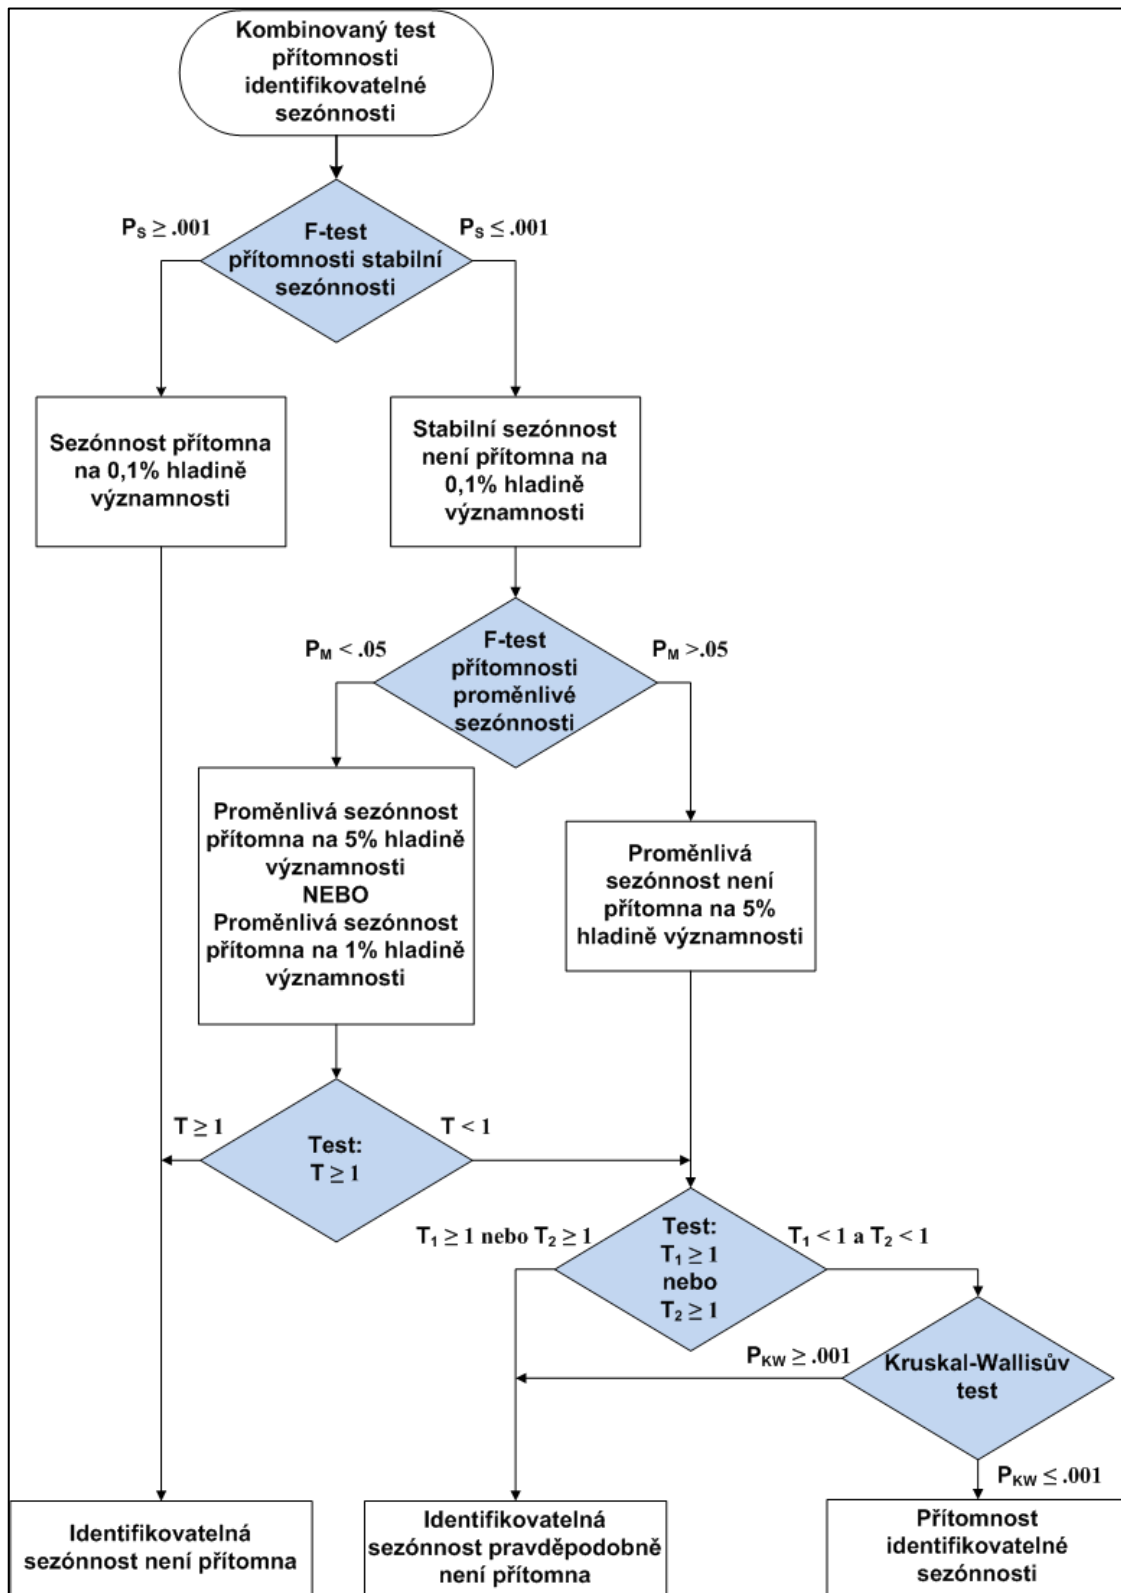 Kombinovaný test
přítomnosti
identifikovatelné
sezónnosti
P_S ≥ .001
P_S ≤ .001
F-test
přítomnosti stabilní
sezónnosti
Sezónnost přítomna
na 0,1% hladině
významnosti
Stabilní sezónnost
není přítomna na
0,1% hladině
významnosti
P_M < .05
P_M >.05
F-test
přítomnosti
proměnlivé
sezónnosti
Proměnlivá sezónnost
přítomna na 5% hladině
významnosti
NEBO
Proměnlivá sezónnost
přítomna na 1% hladině
významnosti
Proměnlivá
sezónnost není
přítomna na 5%
hladině významnosti
T ≥ 1
T < 1
Test:
T ≥ 1
T₁ ≥ 1 nebo T₂ ≥ 1
T₁ < 1 a T₂ < 1
Test:
T₁ ≥ 1
nebo
T₂ ≥ 1
P_KW ≥ .001
Kruskal-Wallisův
test
P_KW ≤ .001
Identifikovatelná
sezónnost není přítomna
Identifikovatelná
sezónnost pravděpodobně
není přítomna
Přítomnost
identifikovatelné
sezónnosti